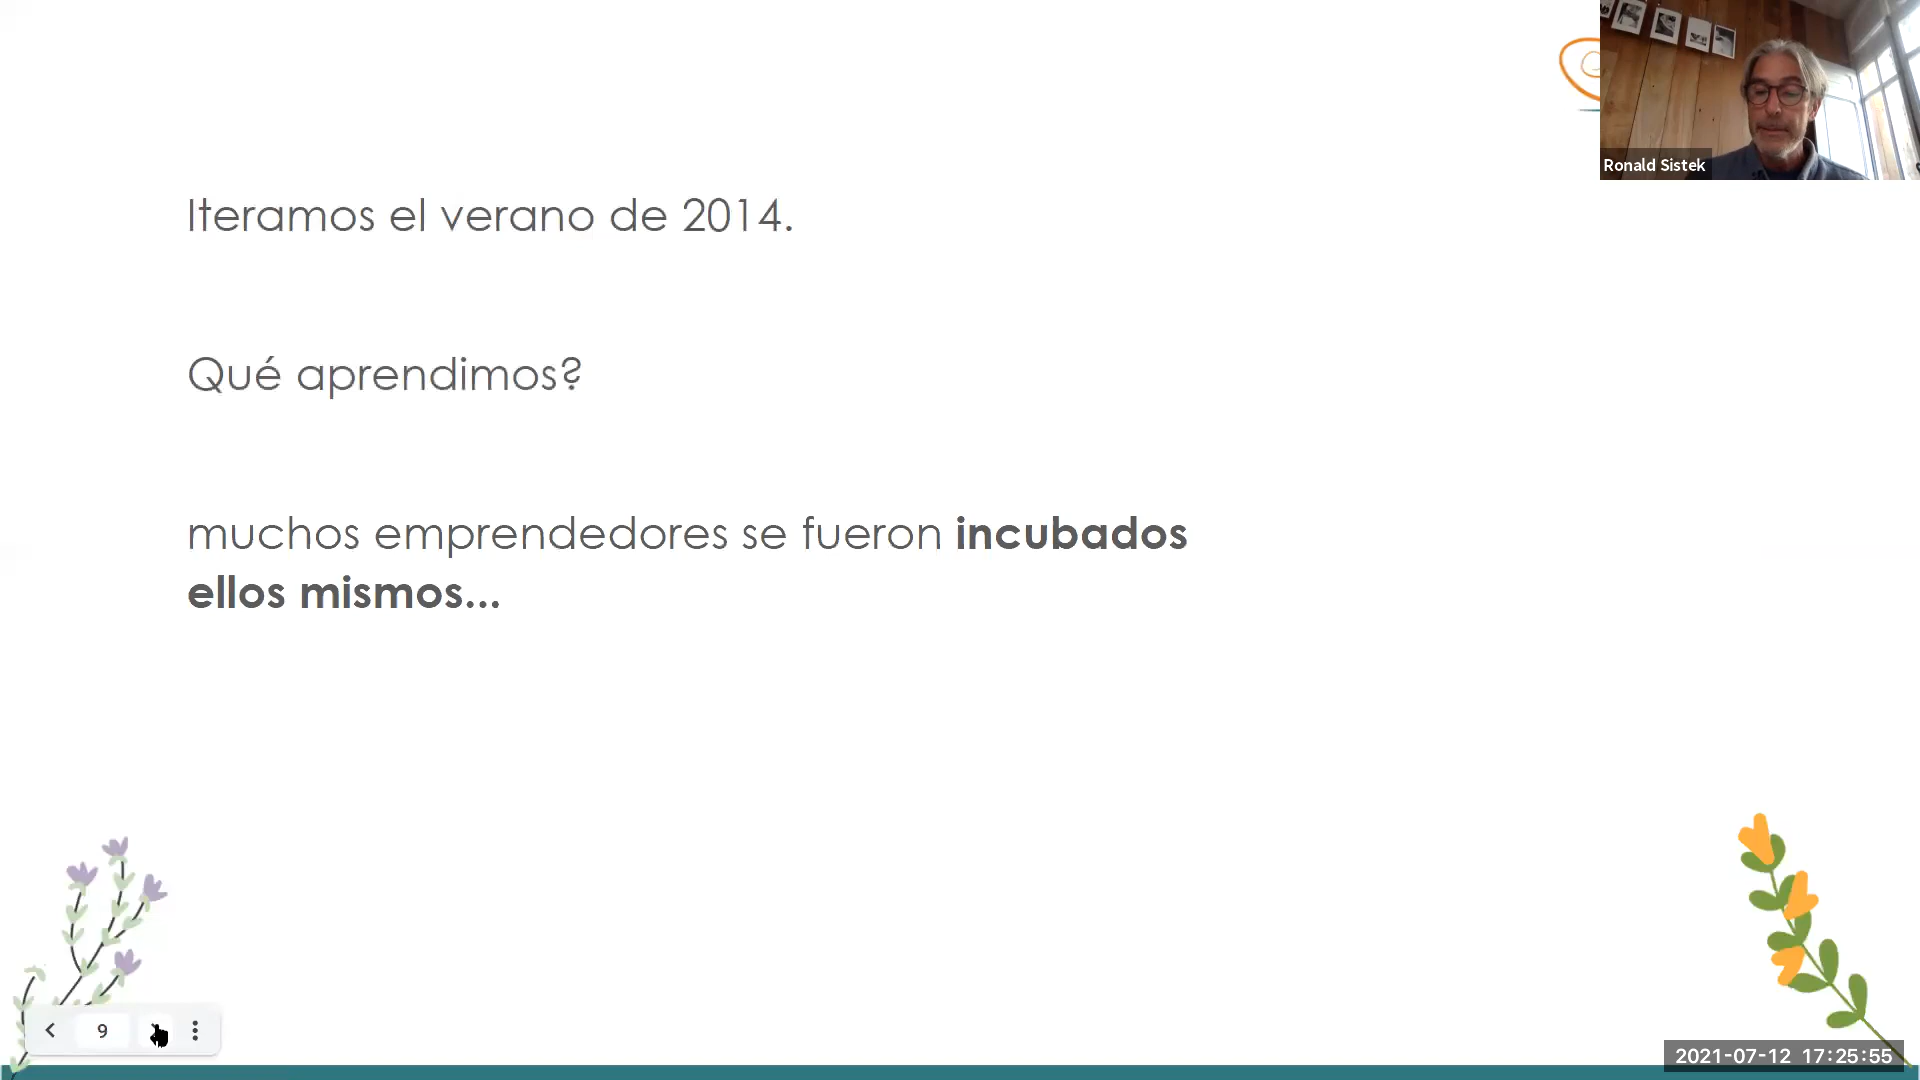 Ronald Sistek
Iteramos el verano de 2014.
Qué aprendimos?
muchos emprendedores se fueron incubados
ellos mismos...
9
2021-07-12 17:25:55